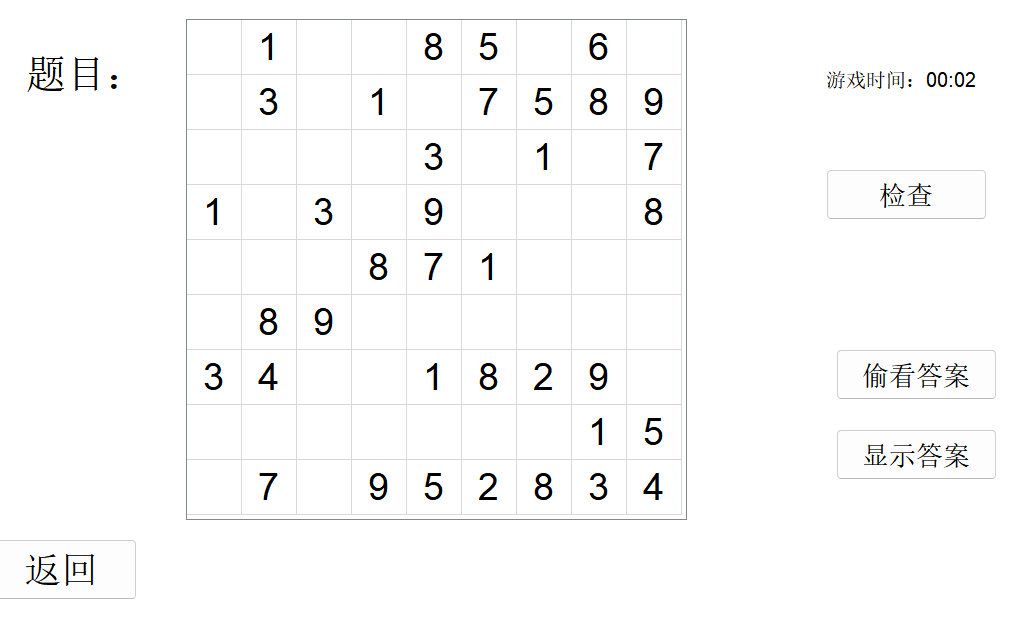 题目：
1 8 5 6
3 1 7 5 8 9
3 1 7
1 3 9 8
8 7 1
8 9
3 4 1 8 2 9
1 5
7 9 5 2 8 3 4
游戏时间：00:02
检查
偷看答案
显示答案
返回